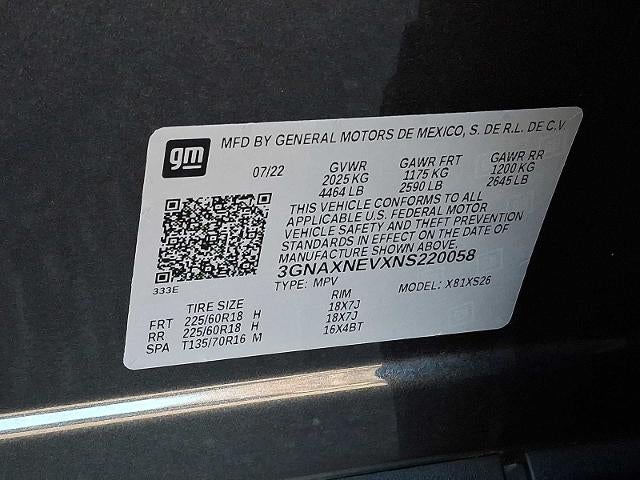 gm
MFD BY GENERAL MOTORS DE MEXICO, S. DE R.L. DE C.V.
07/22 GVWR GAWR FRT GAWR RR
2025 KG 1175 KG 1200 KG
4464 LB 2590 LB 2645 LB
THIS VEHICLE CONFORMS TO ALL
APPLICABLE U.S. FEDERAL MOTOR
VEHICLE SAFETY AND THEFT PREVENTION
STANDARDS IN EFFECT ON THE DATE OF
MANUFACTURE SHOWN ABOVE.
3GNAXNEVXNS220058
333E
TYPE: MPV MODEL: X81XS26
TIRE SIZE RIM
FRT 225/60R18 H 18X7J
RR 225/60R18 H 18X7J
SPA T135/70R16 M 16X4BT